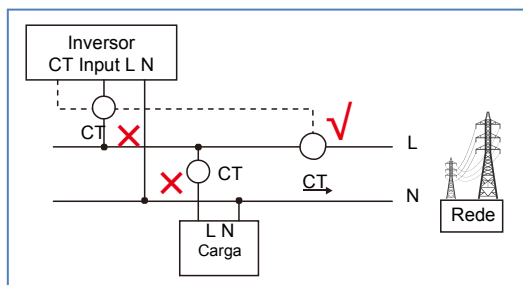 Inversor
CT Input L N
CT
L
CT
CT
N
L N
Carga
Rede